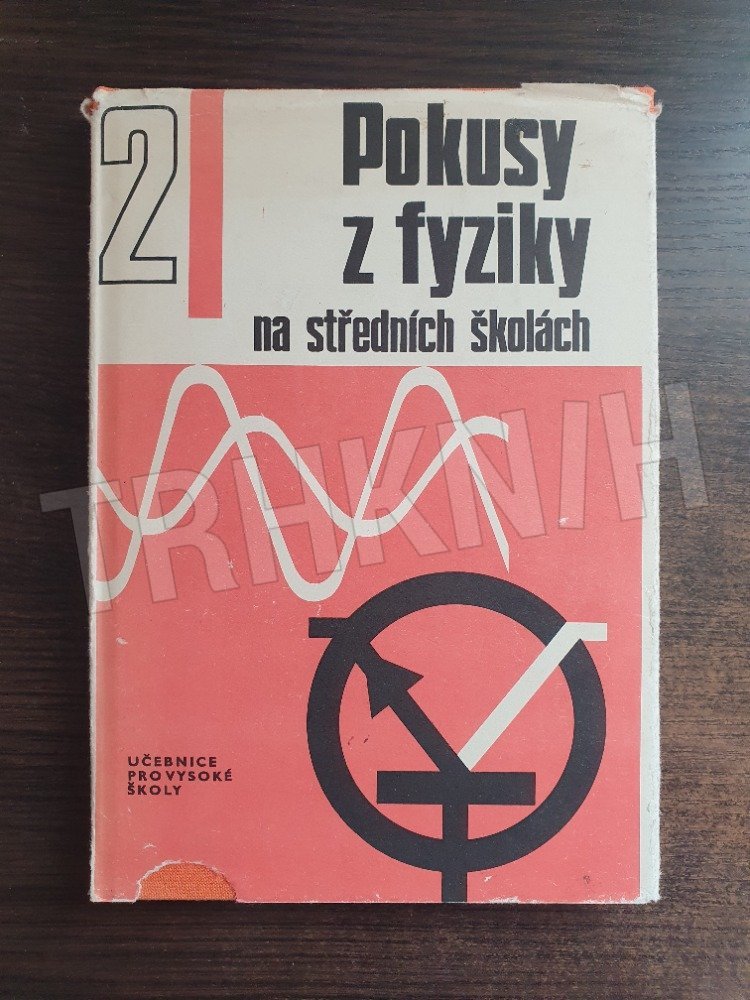 2
Pokusy
z fyziky
na středních školách
TRHKNIH
UČEBNICE
PRO VYSOKÉ
ŠKOLY